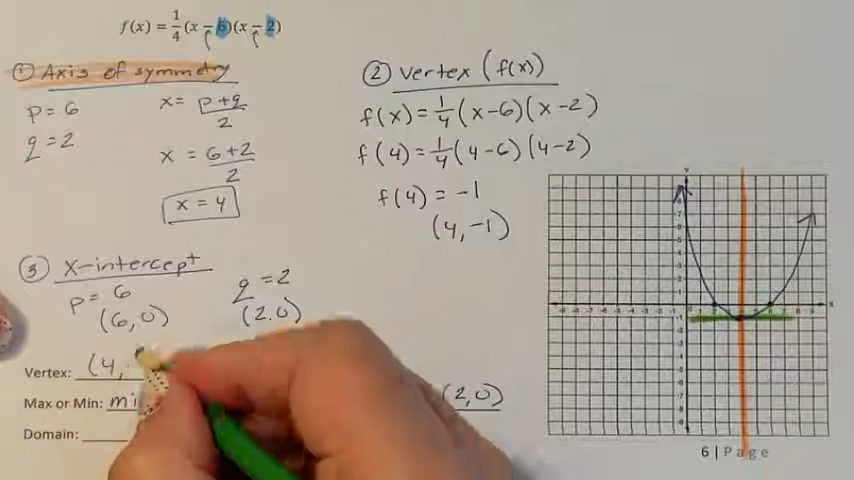 f(x) = 1/4 (x − 6)(x − 2)
① Axis of symmetry
p = 6
q = 2
x = p+q/2
x = 6+2/2
x = 4
② Vertex (f(x))
f(x) = 1/4 (x−6)(x−2)
f(4) = 1/4 (4−6)(4−2)
f(4) = −1
(4, −1)
③ X-intercept
p = 6
(6, 0)
q = 2
(2.0)
Vertex: (4,
Max or Min: mi
Domain:
(2, 0)
6 | Page